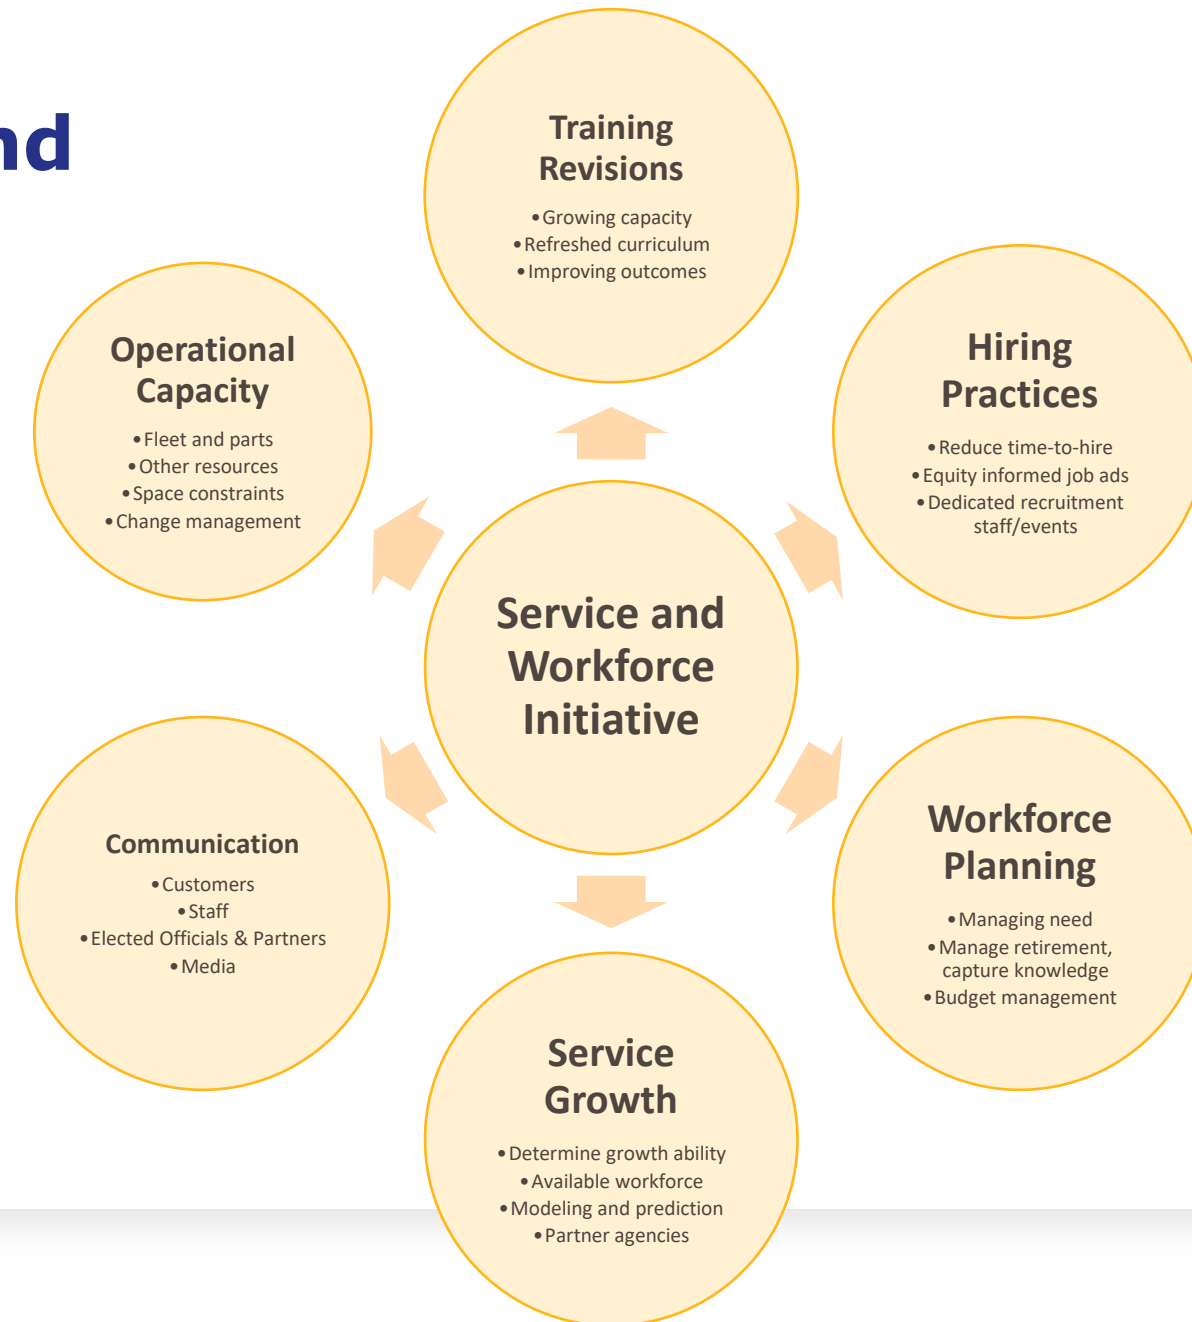 nd
Training
Revisions
•Growing capacity
•Refreshed curriculum
•Improving outcomes
Operational
Capacity
•Fleet and parts
•Other resources
•Space constraints
•Change management
Hiring
Practices
•Reduce time-to-hire
•Equity informed job ads
•Dedicated recruitment
staff/events
Service and
Workforce
Initiative
Communication
•Customers
•Staff
•Elected Officials & Partners
•Media
Workforce
Planning
•Managing need
•Manage retirement,
capture knowledge
•Budget management
Service
Growth
•Determine growth ability
•Available workforce
•Modeling and prediction
•Partner agencies